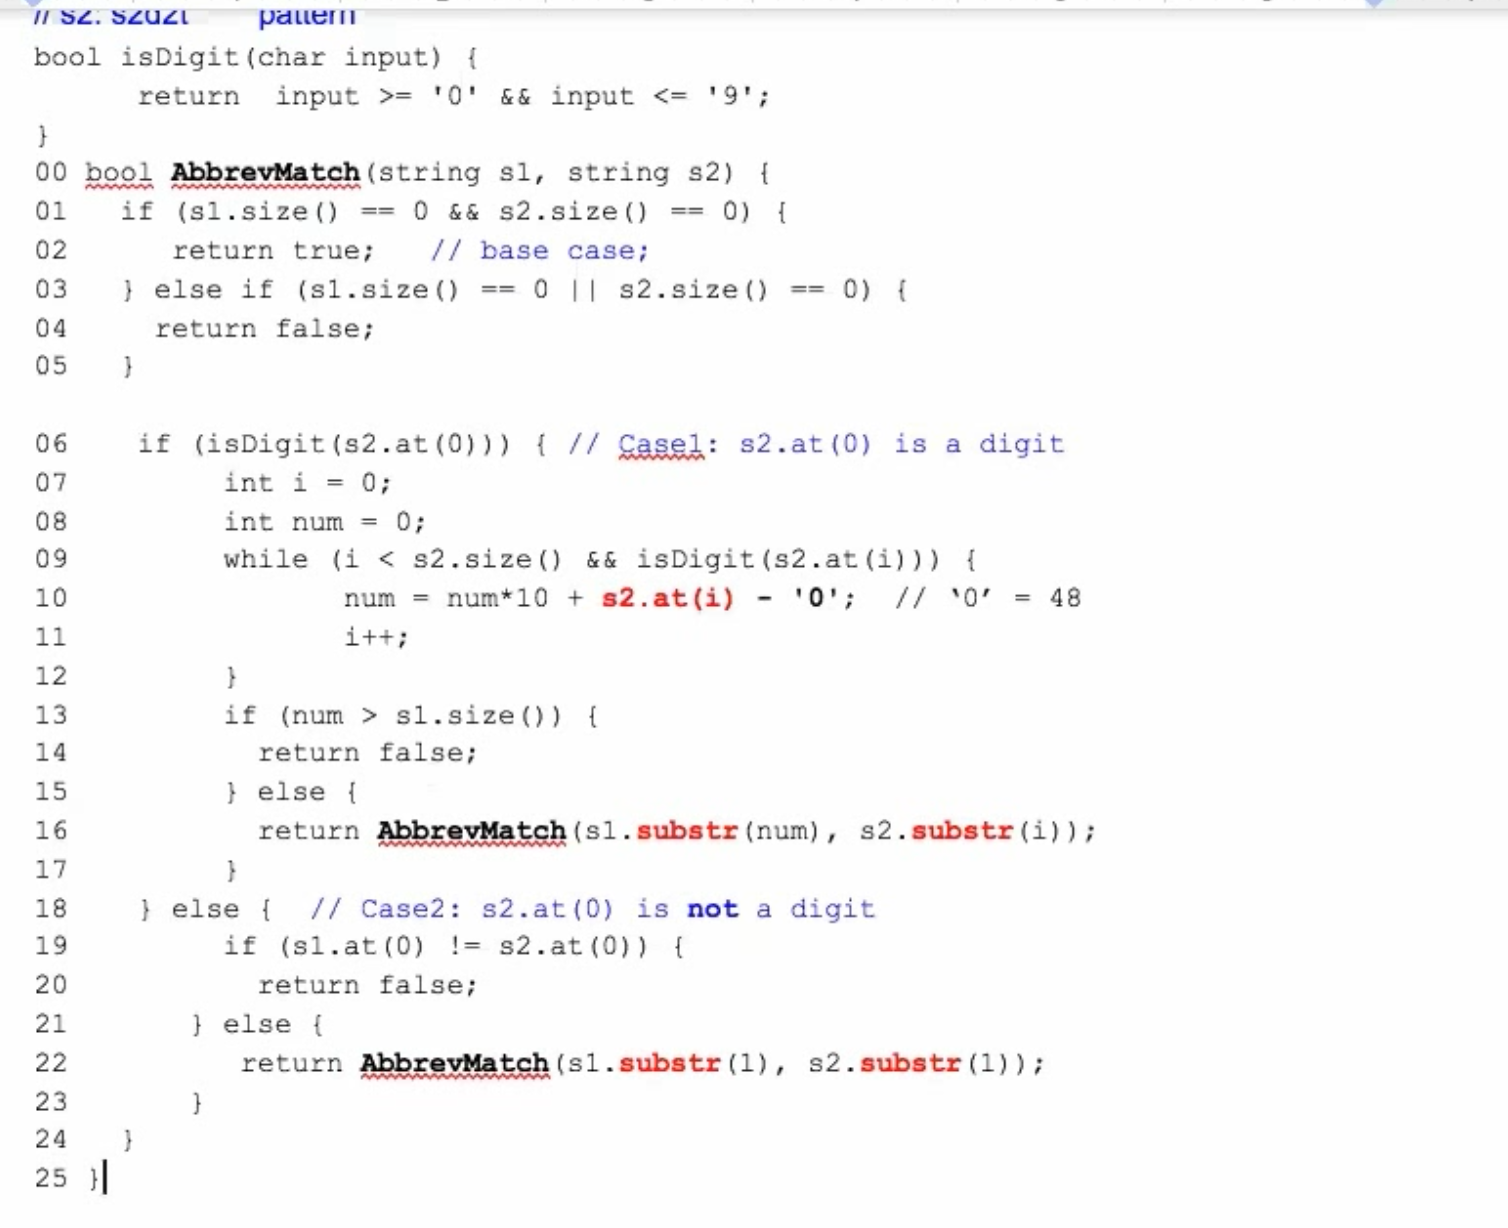 // s2: s2d2t pattern
bool isDigit(char input) {
return input >= '0' && input <= '9';
}
00 bool AbbrevMatch(string s1, string s2) {
01 if (s1.size() == 0 && s2.size() == 0) {
02 return true; // base case;
03 } else if (s1.size() == 0 || s2.size() == 0) {
04 return false;
05 }
06 if (isDigit(s2.at(0))) { // Case1: s2.at(0) is a digit
07 int i = 0;
08 int num = 0;
09 while (i < s2.size() && isDigit(s2.at(i))) {
10 num = num*10 + s2.at(i) - '0'; // ‘0’ = 48
11 i++;
12 }
13 if (num > s1.size()) {
14 return false;
15 } else {
16 return AbbrevMatch(s1.substr(num), s2.substr(i));
17 }
18 } else { // Case2: s2.at(0) is not a digit
19 if (s1.at(0) != s2.at(0)) {
20 return false;
21 } else {
22 return AbbrevMatch(s1.substr(1), s2.substr(1));
23 }
24 }
25 }